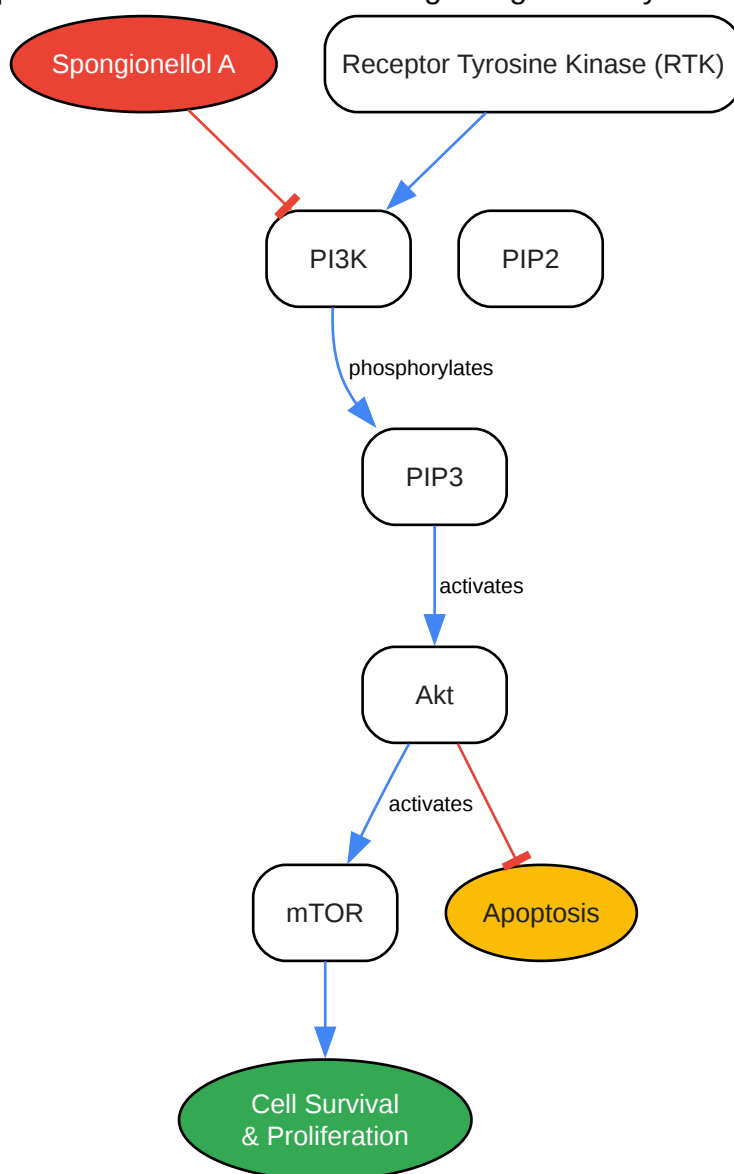 Spongionellol A
Receptor Tyrosine Kinase (RTK)
PI3K
PIP2
phosphorylates
PIP3
activates
Akt
activates
mTOR
Apoptosis
Cell Survival
& Proliferation